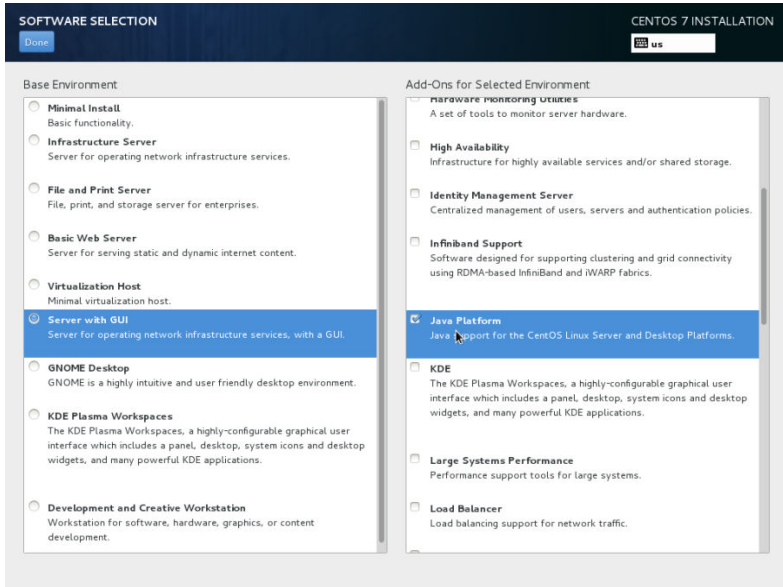 SOFTWARE SELECTION
CENTOS 7 INSTALLATION
Done
us
Base Environment
Minimal Install
Basic functionality.
Infrastructure Server
Server for operating network infrastructure services.
File and Print Server
File, print, and storage server for enterprises.
Basic Web Server
Server for serving static and dynamic internet content.
Virtualization Host
Minimal virtualization host.
Server with GUI
Server for operating network infrastructure services, with a GUI.
GNOME Desktop
GNOME is a highly intuitive and user friendly desktop environment.
KDE Plasma Workspaces
The KDE Plasma Workspaces, a highly-configurable graphical user
interface which includes a panel, desktop, system icons and desktop
widgets, and many powerful KDE applications.
Development and Creative Workstation
Workstation for software, hardware, graphics, or content
development.
Add-Ons for Selected Environment
Hardware Monitoring Utilities
A set of tools to monitor server hardware.
High Availability
Infrastructure for highly available services and/or shared storage.
Identity Management Server
Centralized management of users, servers and authentication policies.
Infiniband Support
Software designed for supporting clustering and grid connectivity
using RDMA-based InfiniBand and iWARP fabrics.
Java Platform
Java support for the CentOS Linux Server and Desktop Platforms.
KDE
The KDE Plasma Workspaces, a highly-configurable graphical user
interface which includes a panel, desktop, system icons and desktop
widgets, and many powerful KDE applications.
Large Systems Performance
Performance support tools for large systems.
Load Balancer
Load balancing support for network traffic.